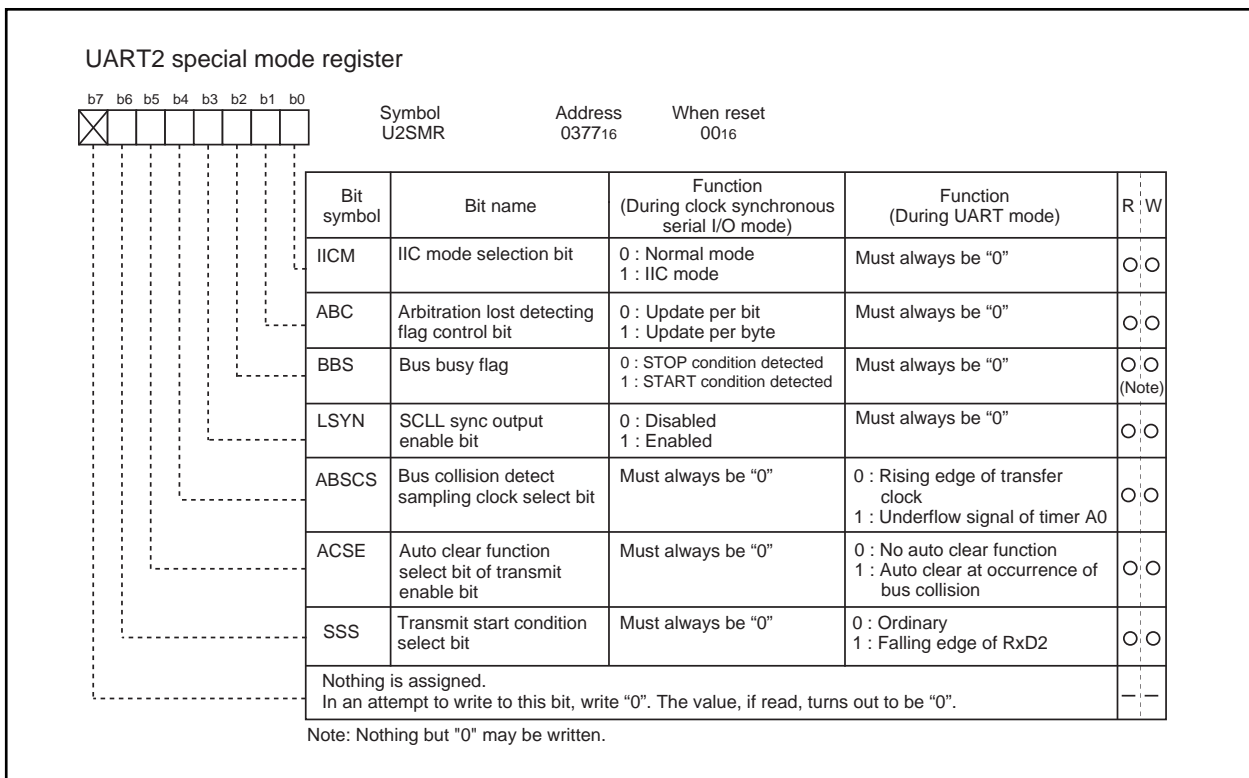 UART2 special mode register
b7 b6 b5 b4 b3 b2 b1 b0
Symbol Address When reset
U2SMR 037716 0016
Bit symbol Bit name Function (During clock synchronous serial I/O mode) Function (During UART mode) R W
IICM IIC mode selection bit 0 : Normal mode Must always be “0”
1 : IIC mode
ABC Arbitration lost detecting 0 : Update per bit Must always be “0”
flag control bit 1 : Update per byte
BBS Bus busy flag 0 : STOP condition detected Must always be “0”
1 : START condition detected (Note)
LSYN SCLL sync output 0 : Disabled Must always be “0”
enable bit 1 : Enabled
ABSCS Bus collision detect Must always be “0” 0 : Rising edge of transfer
sampling clock select bit clock
1 : Underflow signal of timer A0
ACSE Auto clear function Must always be “0” 0 : No auto clear function
select bit of transmit 1 : Auto clear at occurrence of
enable bit bus collision
SSS Transmit start condition Must always be “0” 0 : Ordinary
select bit 1 : Falling edge of RxD2
Nothing is assigned.
In an attempt to write to this bit, write “0”. The value, if read, turns out to be “0”.
Note: Nothing but "0" may be written.